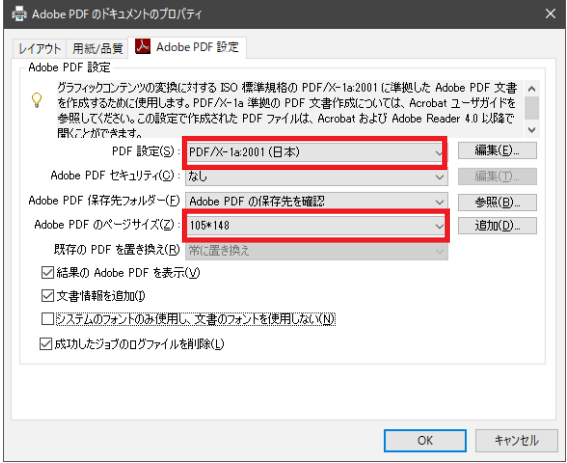 Adobe PDF のドキュメントのプロパティ
レイアウト 用紙/品質 Adobe PDF 設定
Adobe PDF 設定
グラフィックコンテンツの変換に対する ISO 標準規格の PDF/X-1a:2001 に準拠した Adobe PDF 文書
を作成するために使用します。PDF/X-1a 準拠の PDF 文書作成については、Acrobat ユーザガイドを
参照してください。この設定で作成された PDF ファイルは、Acrobat および Adobe Reader 4.0 以降で
開くことができます。
PDF 設定(S): PDF/X-1a:2001 (日本) 編集(E)...
Adobe PDF セキュリティ(C): なし 編集(T)...
Adobe PDF 保存先フォルダー(F) Adobe PDF の保存先を確認 参照(B)...
Adobe PDF のページサイズ(Z): 105*148 追加(D)...
既存の PDF を置き換え(R) 常に置き換え
結果の Adobe PDF を表示(V)
文書情報を追加(I)
システムのフォントのみ使用し、文書のフォントを使用しない(N)
成功したジョブのログファイルを削除(L)
OK キャンセル